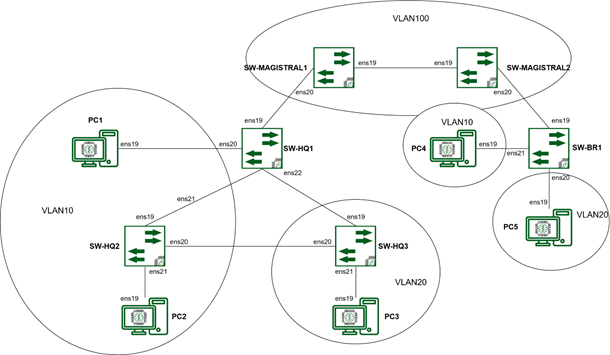 VLAN100
SW-MAGISTRAL1
ens19
ens19
SW-MAGISTRAL2
ens20
ens20
PC1
ens19
VLAN10
ens19
ens19
ens20
SW-HQ1
PC4
ens19
ens21
SW-BR1
ens22
ens20
ens21
ens19
VLAN10
ens19
ens19
PC5
VLAN20
SW-HQ2
ens20
ens20
SW-HQ3
ens21
ens21
VLAN20
ens19
ens19
PC2
PC3